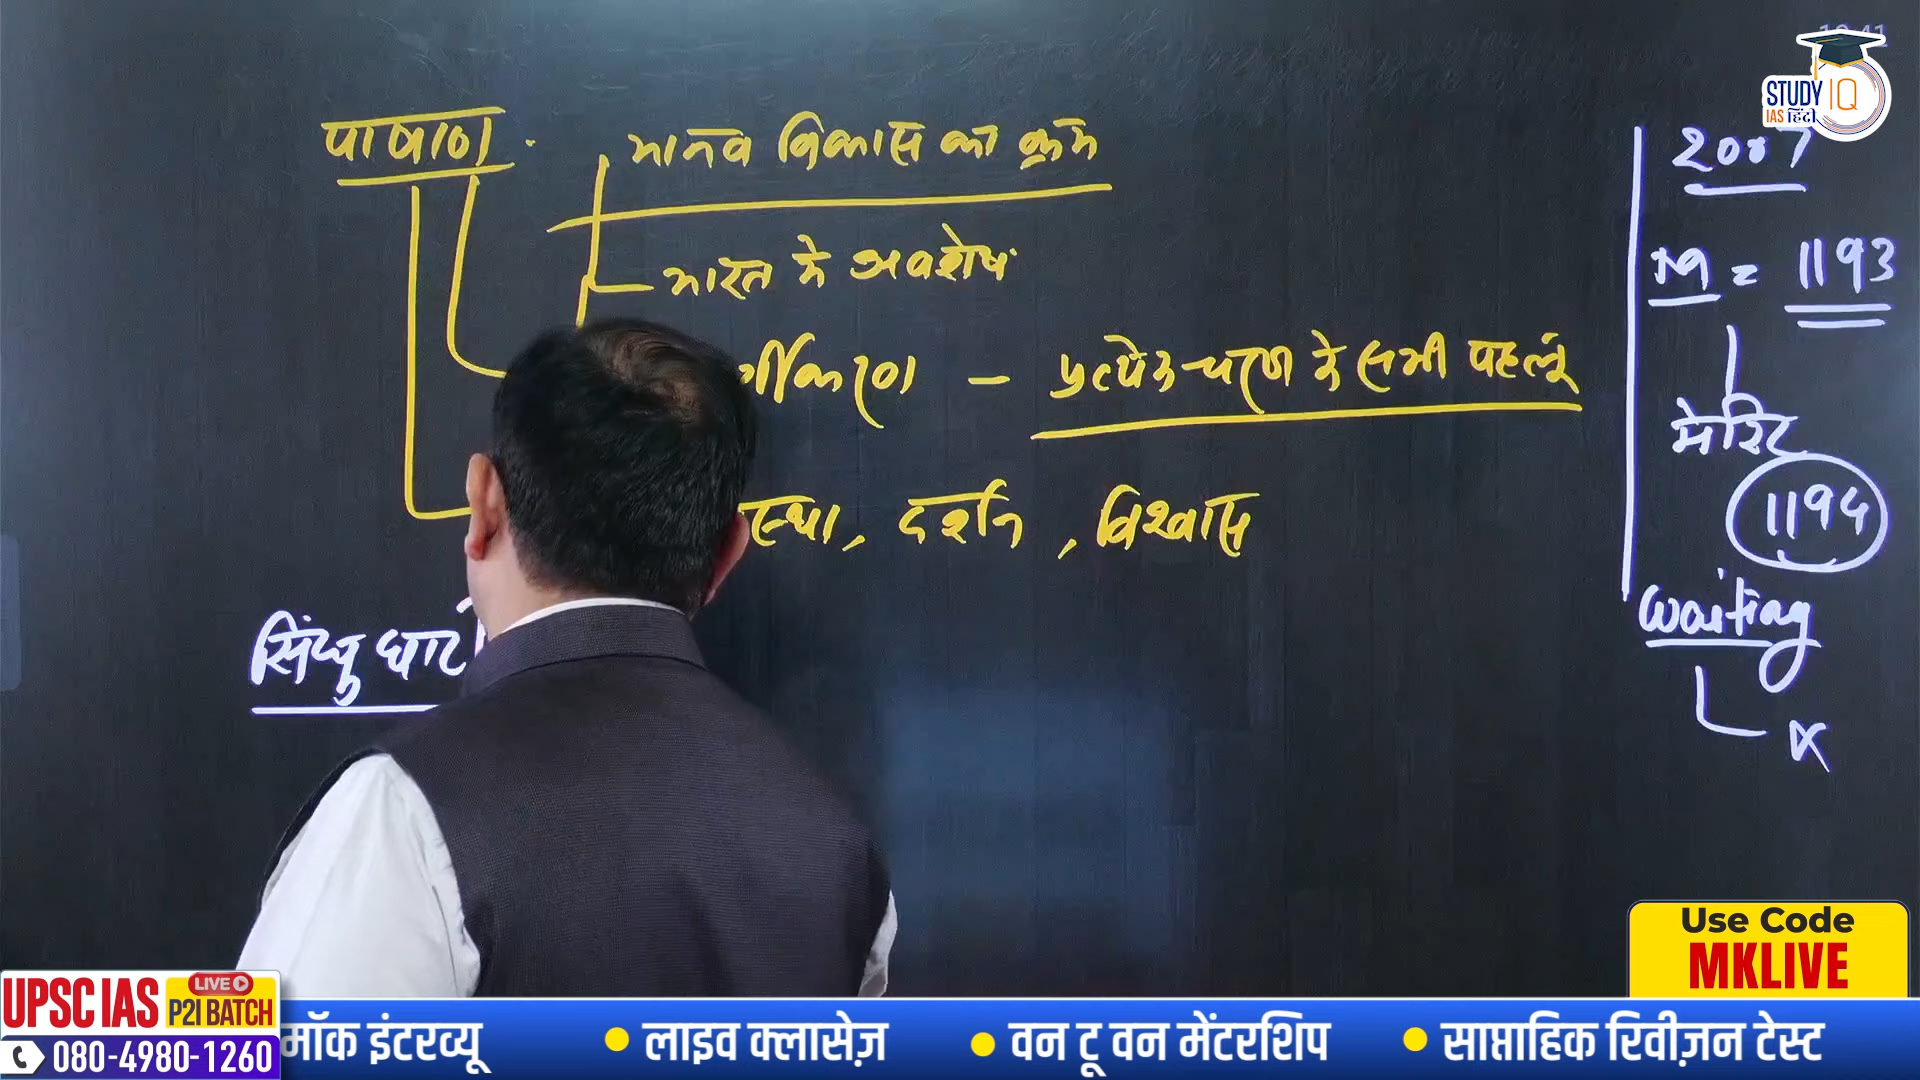 पाषाण
मानव विकास का क्रम
भारत में अवशेष
प्रत्येक चरण के सभी पहलू
दर्शन, विश्वास
सिंधु घाटी
2007
M = 1193
मेरिट
1194
waiting
x
STUDY IQ
IAS हिंदी
Use Code
MKLIVE
UPSC IAS LIVE P2I BATCH
080-4980-1260
मॉक इंटरव्यू • लाइव क्लासेज़ • वन टू वन मेंटरशिप • साप्ताहिक रिवीज़न टेस्ट